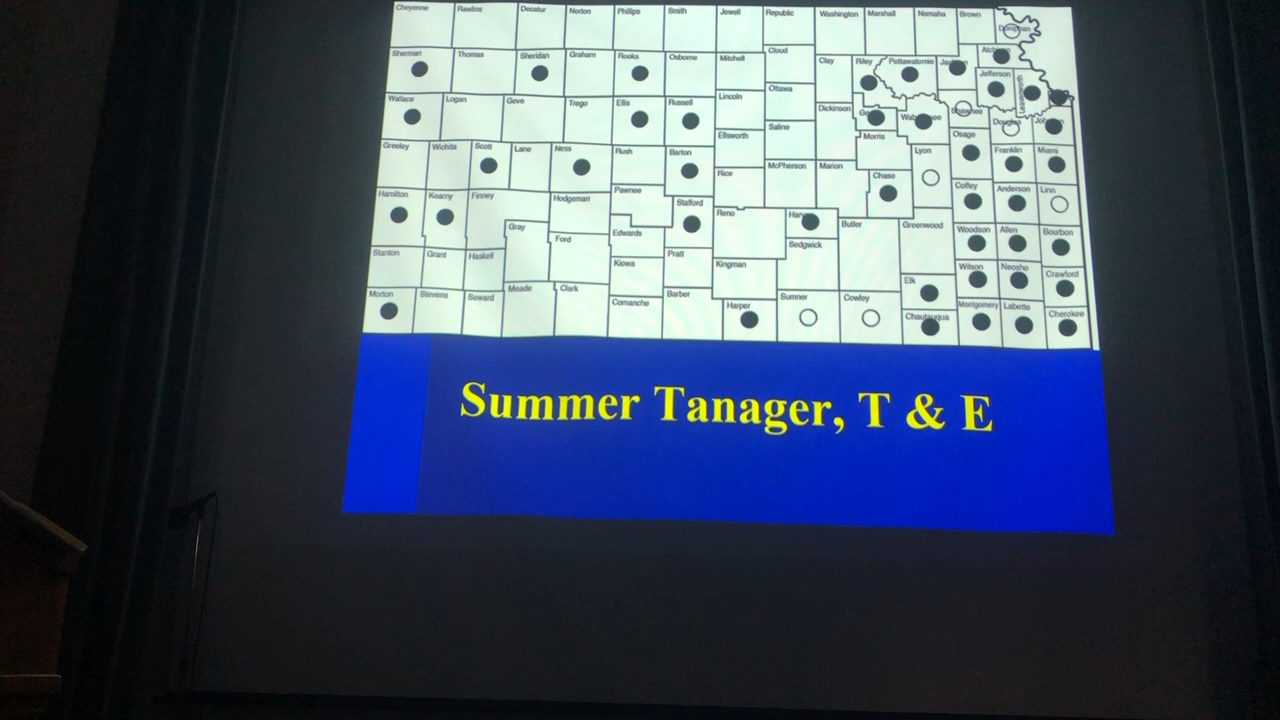 Cheyenne Rawlins Decatur Norton Phillips Smith Jewell Republic Washington Marshall Nemaha Brown Doniphan
Sherman Thomas Sheridan Graham Rooks Osborne Mitchell Cloud Clay Riley Pottawatomie Jackson Atchison
Jefferson Leavenworth
Wallace Logan Gove Trego Ellis Russell Lincoln Ottawa Dickinson Geary Wabaunsee Shawnee Douglas Johnson
Ellsworth Saline Morris Osage
Greeley Wichita Scott Lane Ness Rush Barton Rice McPherson Marion Chase Lyon Franklin Miami
Hamilton Kearny Finney Hodgeman Pawnee Stafford Coffey Anderson Linn
Gray Ford Edwards Reno Harvey Butler Greenwood Woodson Allen Bourbon
Stanton Grant Haskell Kiowa Pratt Kingman Sedgwick Wilson Neosho Crawford
Morton Stevens Seward Meade Clark Comanche Barber Harper Sumner Cowley Elk Chautauqua Montgomery Labette Cherokee
Summer Tanager, T & E